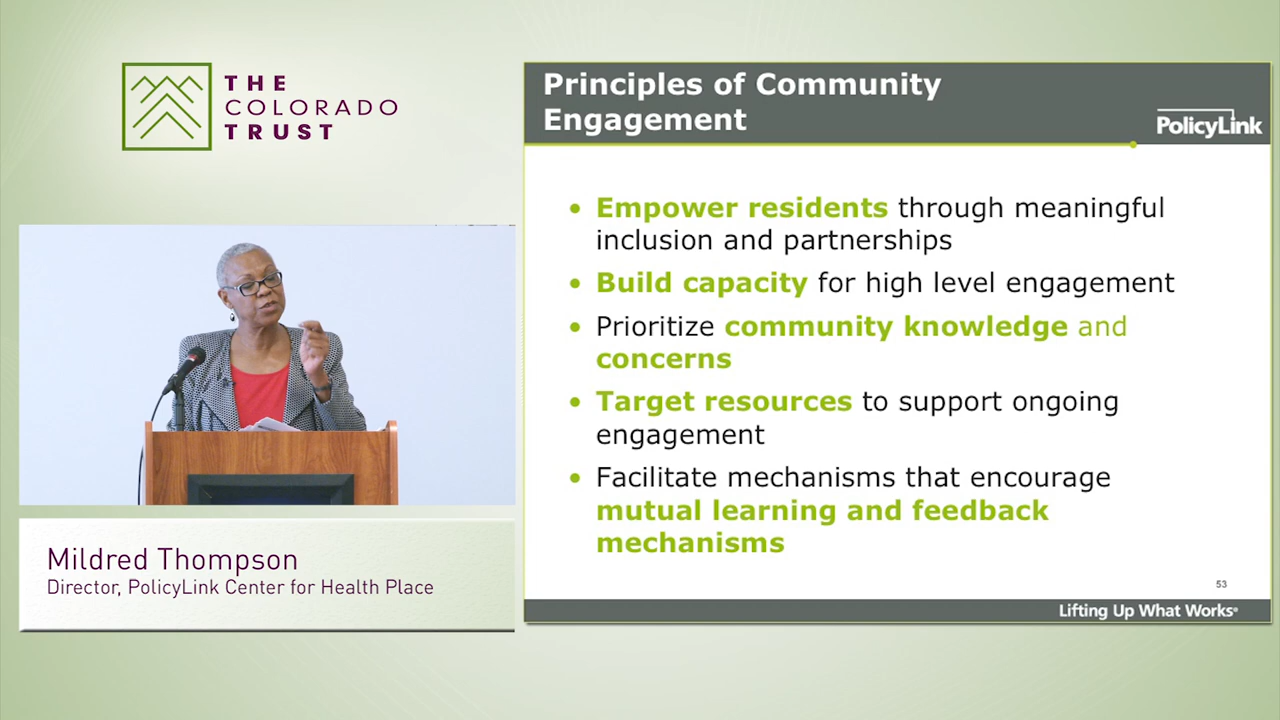 THE
COLORADO
TRUST
Mildred Thompson
Director, PolicyLink Center for Health Place
Principles of Community
Engagement
PolicyLink
• Empower residents through meaningful
inclusion and partnerships
• Build capacity for high level engagement
• Prioritize community knowledge and
concerns
• Target resources to support ongoing
engagement
• Facilitate mechanisms that encourage
mutual learning and feedback
mechanisms
53
Lifting Up What Works®